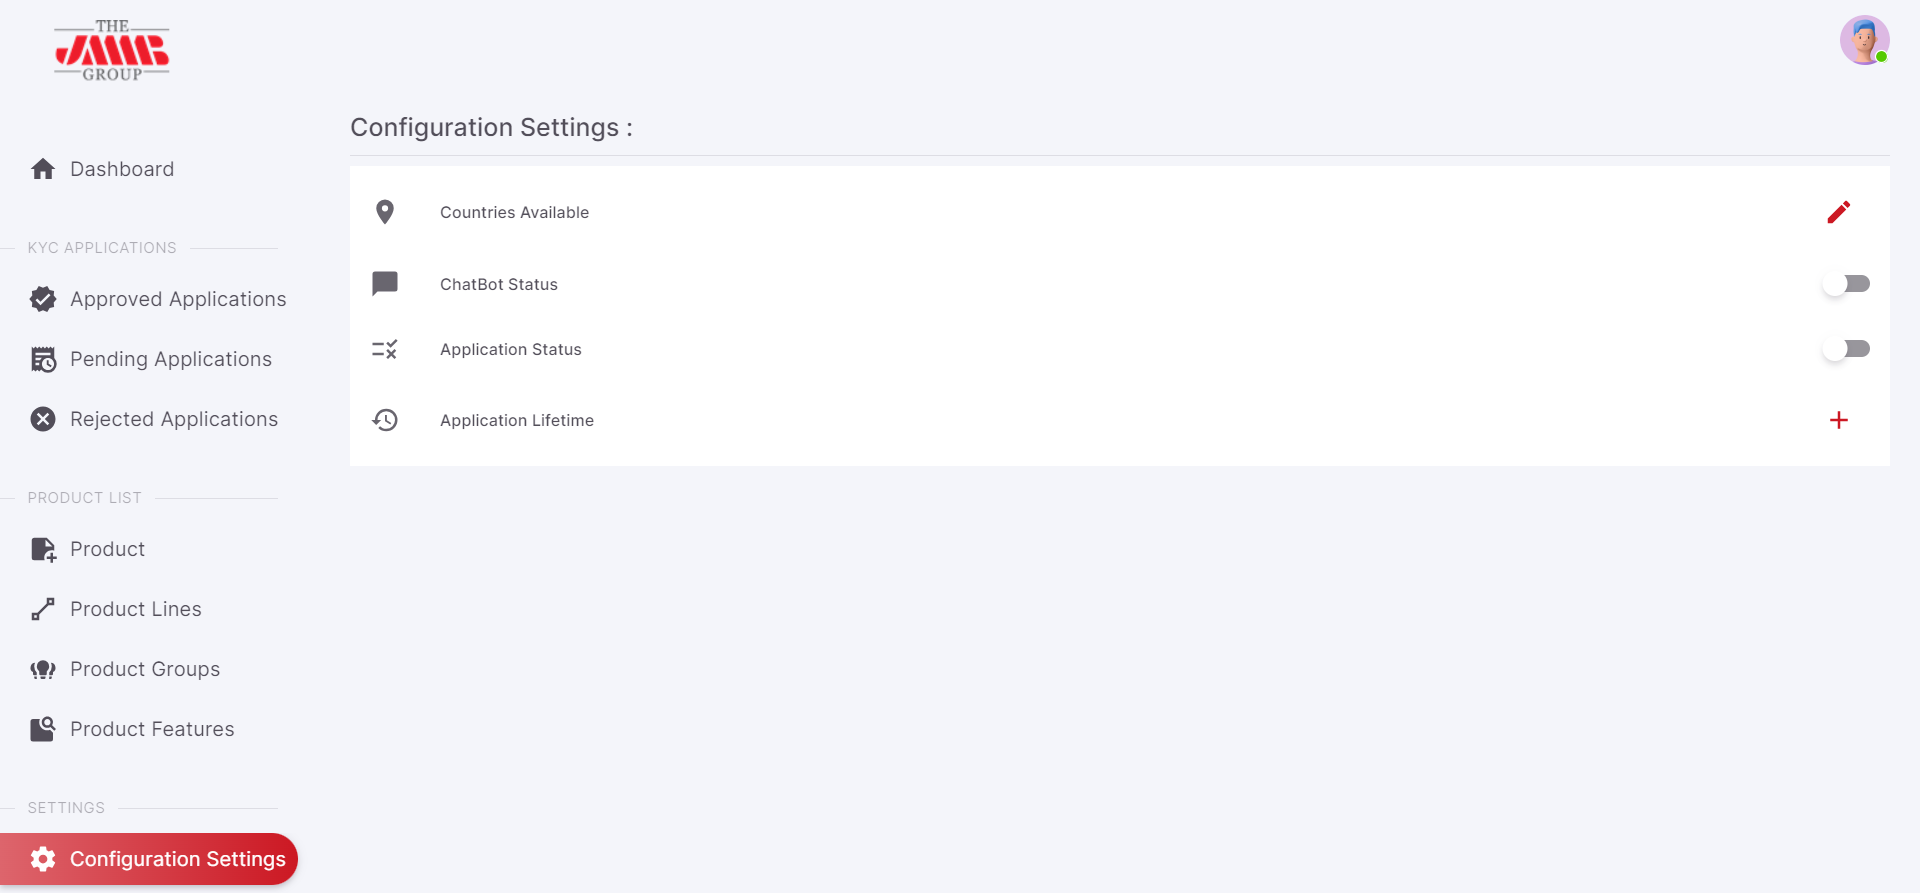 THE
JMMB
GROUP
Configuration Settings :
Dashboard
Countries Available
KYC APPLICATIONS
ChatBot Status
Approved Applications
Application Status
Pending Applications
Rejected Applications
Application Lifetime
PRODUCT LIST
Product
Product Lines
Product Groups
Product Features
SETTINGS
Configuration Settings